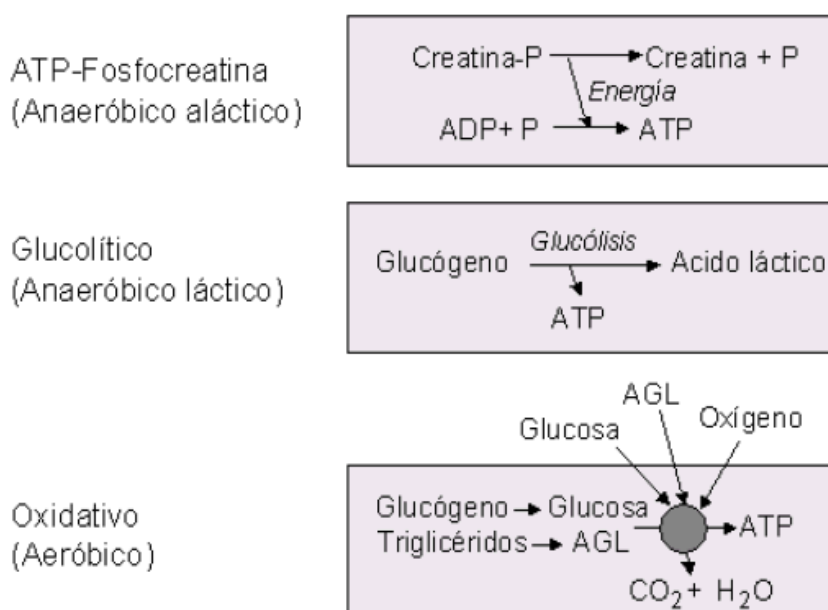 ATP-Fosfocreatina
(Anaeróbico aláctico)
Creatina-P Creatina + P
Energía
ADP+ P ATP
Glucolítico
(Anaeróbico láctico)
Glucólisis
Glucógeno Acido láctico
ATP
Oxidativo
(Aeróbico)
AGL
Glucosa Oxígeno
Glucógeno Glucosa
Triglicéridos AGL ATP
CO₂+ H₂O